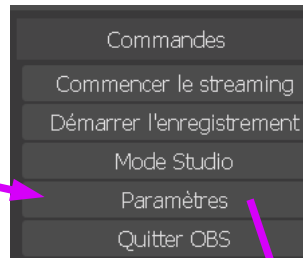 Commandes
Commencer le streaming
Démarrer l'enregistrement
Mode Studio
Paramètres
Quitter OBS